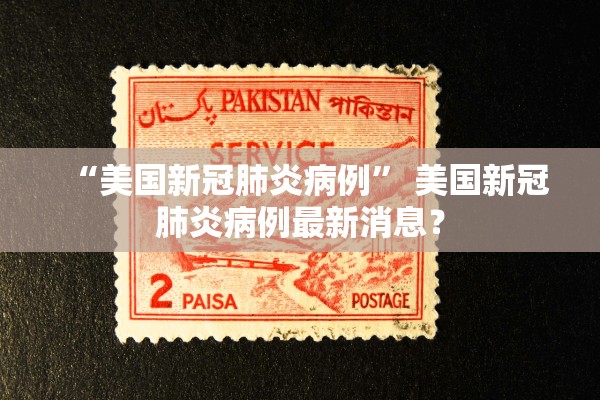 پاکستان PAKISTAN পাকিস্তান
SERVICE
“美国新冠肺炎病例” 美国新冠
肺炎病例最新消息？
2 PAISA POSTAGE